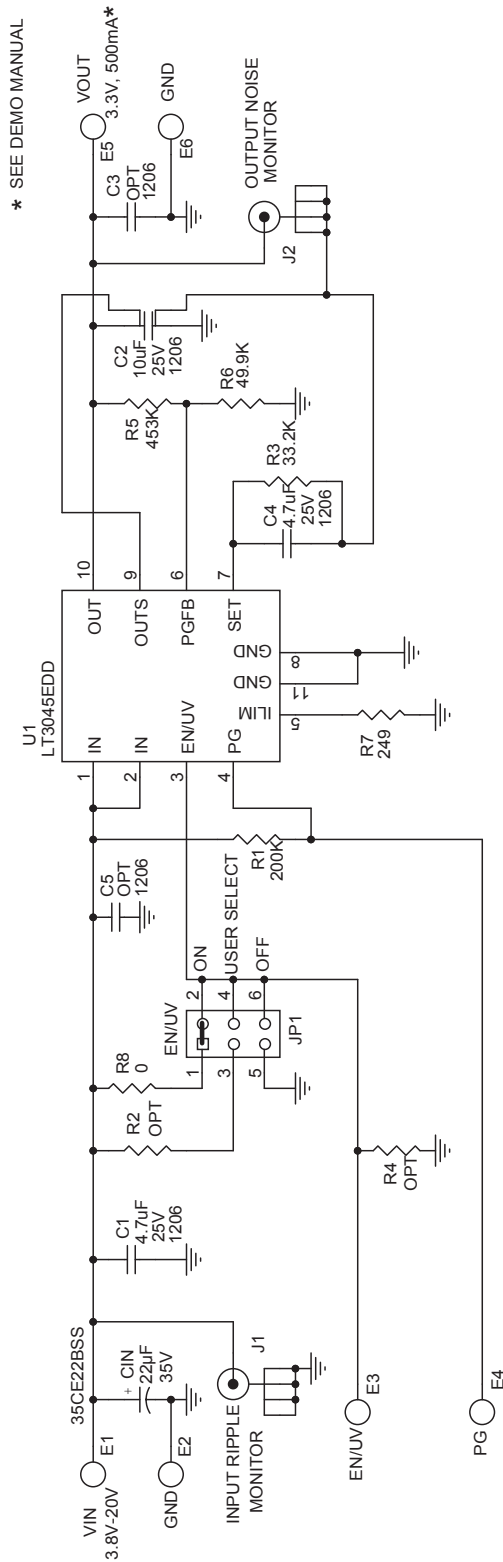 * SEE DEMO MANUAL
VIN
3.8V-20V
E1
GND
E2
35CE22BSS
+
CIN
22µF
35V
INPUT RIPPLE
MONITOR
J1
C1
4.7uF
25V
1206
R2
OPT
R8
0
EN/UV
1
2
ON
3
4
USER SELECT
5
6
OFF
JP1
C5
OPT
1206
R1
200K
EN/UV
E3
R4
OPT
PG
E4
U1
LT3045EDD
1
IN
2
IN
3
EN/UV
4
PG
OUT
10
OUTS
9
PGFB
6
SET
7
ILIM
5
GND
11
GND
8
R7
249
C4
4.7uF
25V
1206
R3
33.2K
R5
453K
R6
49.9K
C2
10uF
25V
1206
C3
OPT
1206
VOUT
3.3V, 500mA*
E5
GND
E6
OUTPUT NOISE
MONITOR
J2